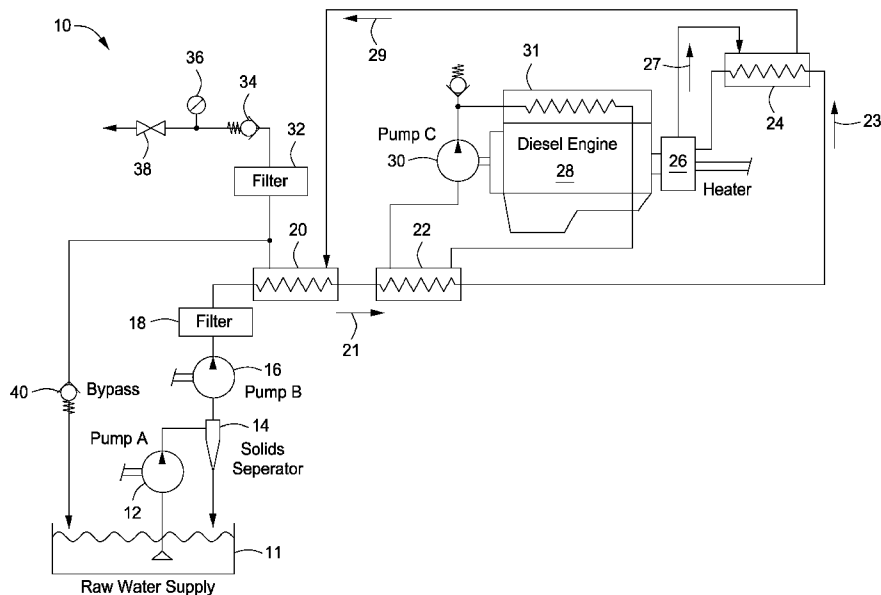 10
36
34
38
32
Filter
29
31
27
24
23
Pump C
30
Diesel Engine
28
26
Heater
20
22
18
Filter
21
16
Pump B
40
Bypass
14
Pump A
Solids
Seperator
12
11
Raw Water Supply